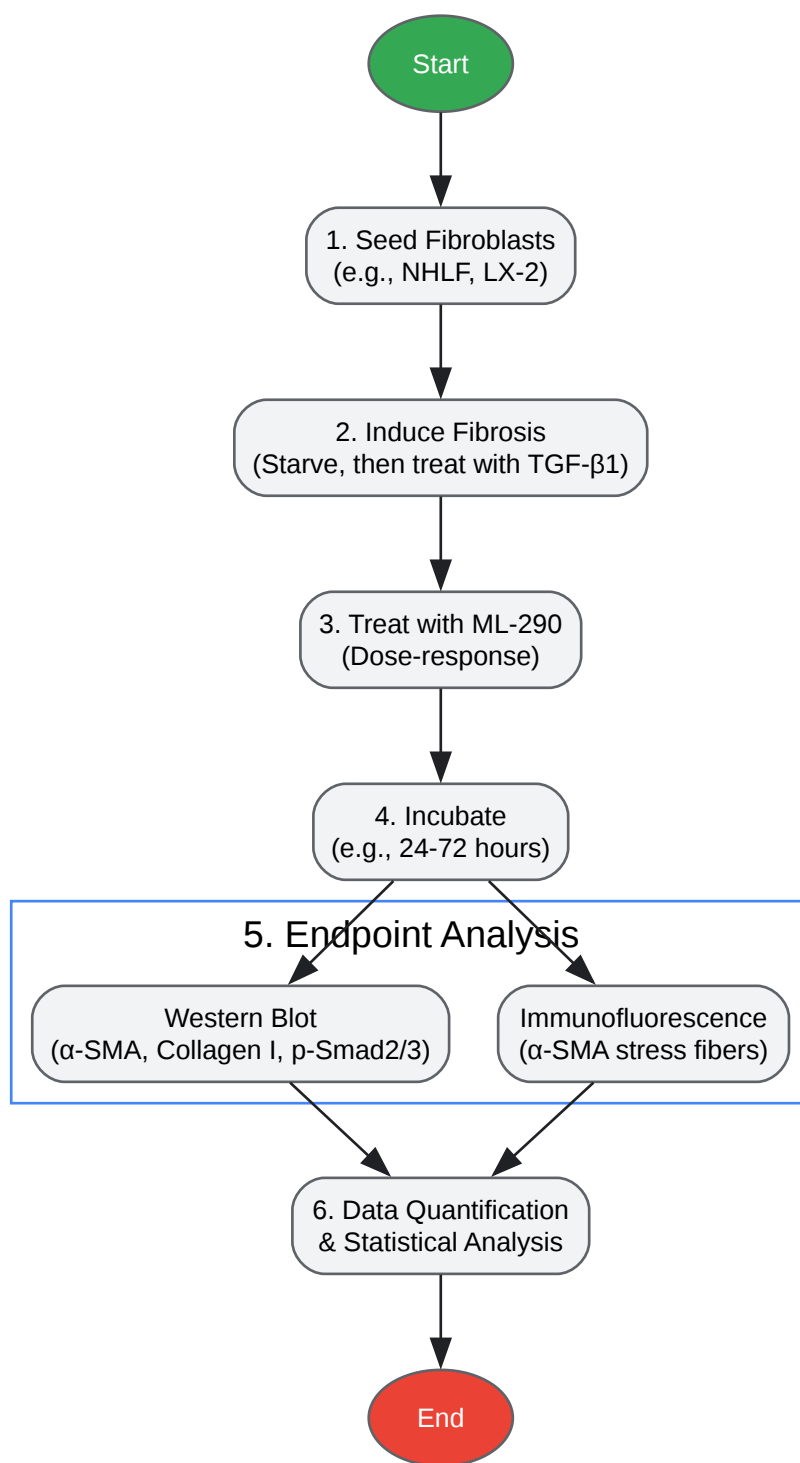 Start
1. Seed Fibroblasts
(e.g., NHLF, LX-2)
2. Induce Fibrosis
(Starve, then treat with TGF-β1)
3. Treat with ML-290
(Dose-response)
4. Incubate
(e.g., 24-72 hours)
5. Endpoint Analysis
Western Blot
(α-SMA, Collagen I, p-Smad2/3)
Immunofluorescence
(α-SMA stress fibers)
6. Data Quantification
& Statistical Analysis
End